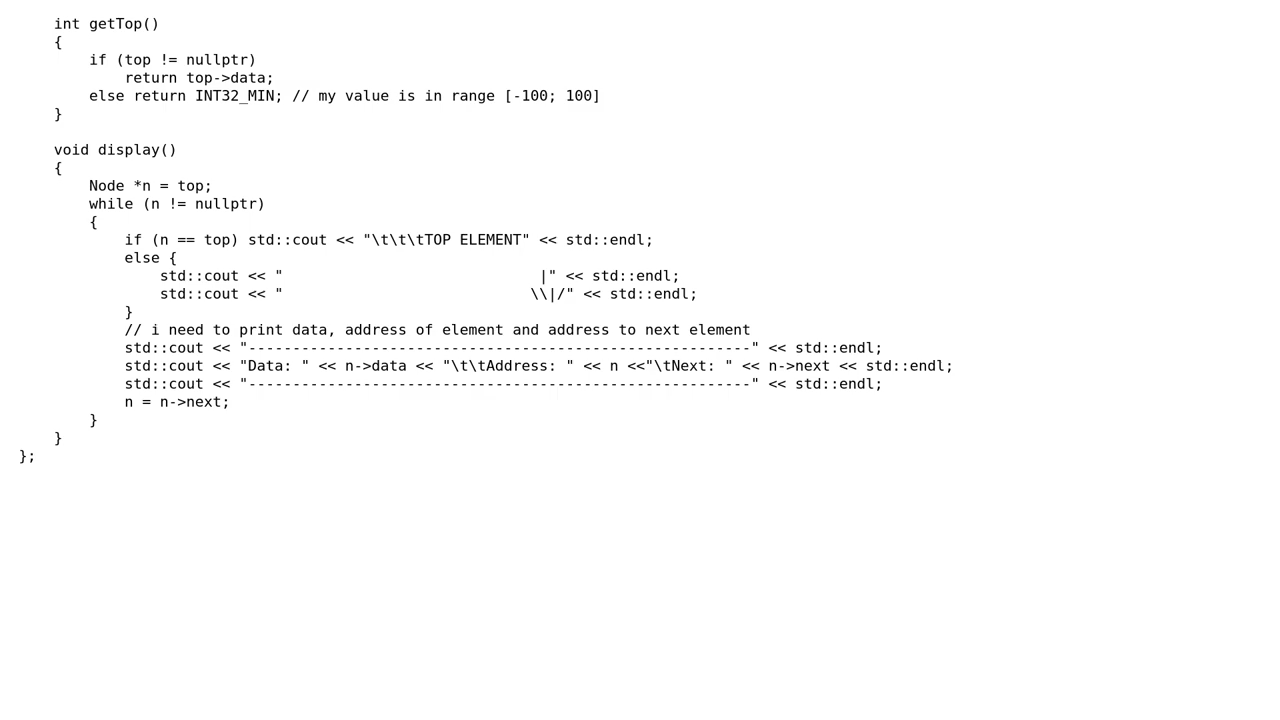 int getTop()
    {
        if (top != nullptr)
            return top->data;
        else return INT32_MIN; // my value is in range [-100; 100]
    }

    void display()
    {
        Node *n = top;
        while (n != nullptr)
        {
            if (n == top) std::cout << "\t\t\tTOP ELEMENT" << std::endl;
            else {
                std::cout << "                             |" << std::endl;
                std::cout << "                            \\|/" << std::endl;
            }
            // i need to print data, address of element and address to next element
            std::cout << "---------------------------------------------------------" << std::endl;
            std::cout << "Data: " << n->data << "\t\tAddress: " << n <<"\tNext: " << n->next << std::endl;
            std::cout << "---------------------------------------------------------" << std::endl;
            n = n->next;
        }
    }
};